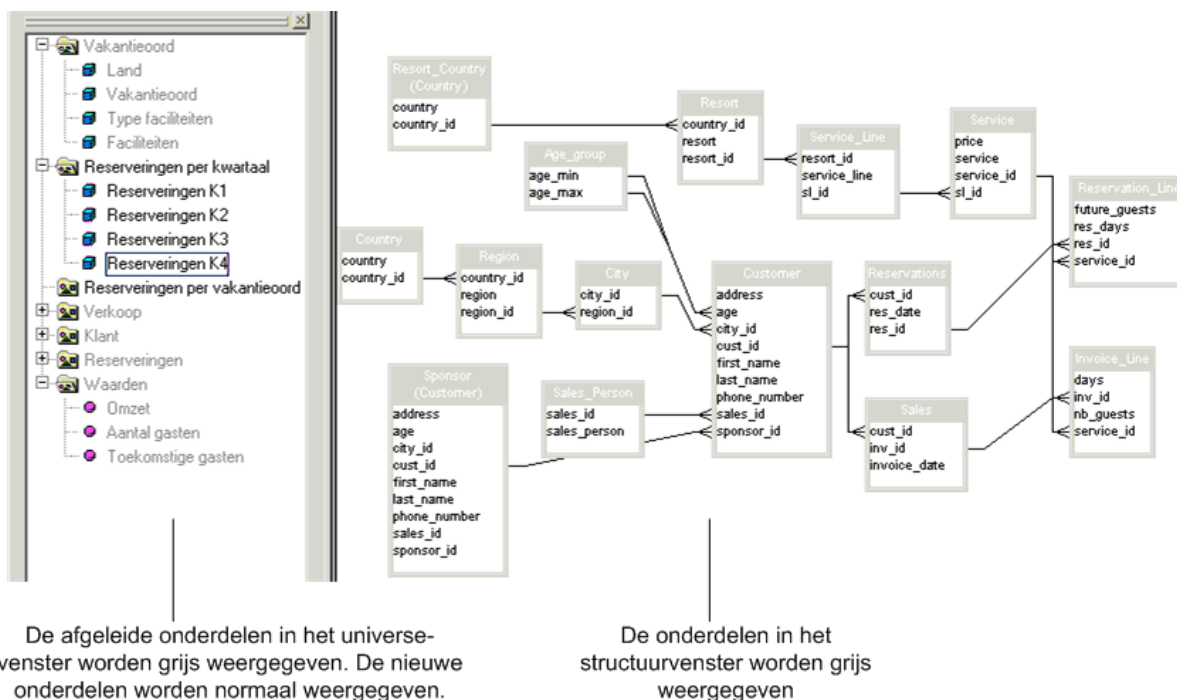 Vakantieoord
Land
Vakantieoord
Type faciliteiten
Faciliteiten
Reserveringen per kwartaal
Reserveringen K1
Reserveringen K2
Reserveringen K3
Reserveringen K4
Reserveringen per vakantieoord
Verkoop
Klant
Reserveringen
Waarden
Omzet
Aantal gasten
Toekomstige gasten
Resort_Country
(Country)
country
country_id
Resort
country_id
resort
resort_id
Service_Line
resort_id
service_line
sl_id
Service
price
service
service_id
sl_id
Reservation_Line
future_guests
res_days
res_id
service_id
Age_group
age_min
age_max
Country
country
country_id
Region
country_id
region
region_id
City
city_id
region_id
Customer
address
age
city_id
cust_id
first_name
last_name
phone_number
sales_id
sponsor_id
Reservations
cust_id
res_date
res_id
Sponsor
(Customer)
address
age
city_id
cust_id
first_name
last_name
phone_number
sales_id
sponsor_id
Sales_Person
sales_id
sales_person
Sales
cust_id
inv_id
invoice_date
Invoice_Line
days
inv_id
nb_guests
service_id
De afgeleide onderdelen in het universe-
venster worden grijs weergegeven. De nieuwe
onderdelen worden normaal weergegeven.
De onderdelen in het
structuurvenster worden grijs
weergegeven